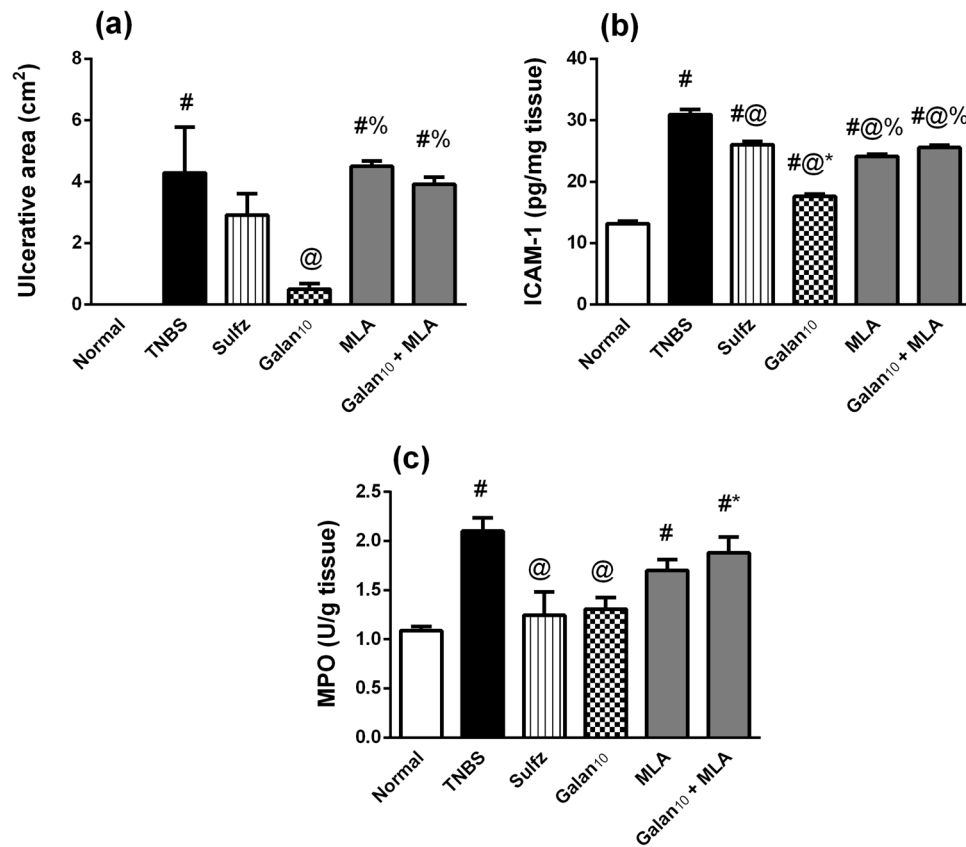 (a)
Ulcerative area (cm²)
8
6
4
2
0
#
@
#%
#%
Normal
TNBS
Sulfz
Galan₁₀
MLA
Galan₁₀ + MLA
(b)
ICAM-1 (pg/mg tissue)
40
30
20
10
0
#
#@
#@*
#@%
#@%
Normal
TNBS
Sulfz
Galan₁₀
MLA
Galan₁₀ + MLA
(c)
MPO (U/g tissue)
2.5
2.0
1.5
1.0
0.5
0.0
#
@
@
#
#*
Normal
TNBS
Sulfz
Galan₁₀
MLA
Galan₁₀ + MLA